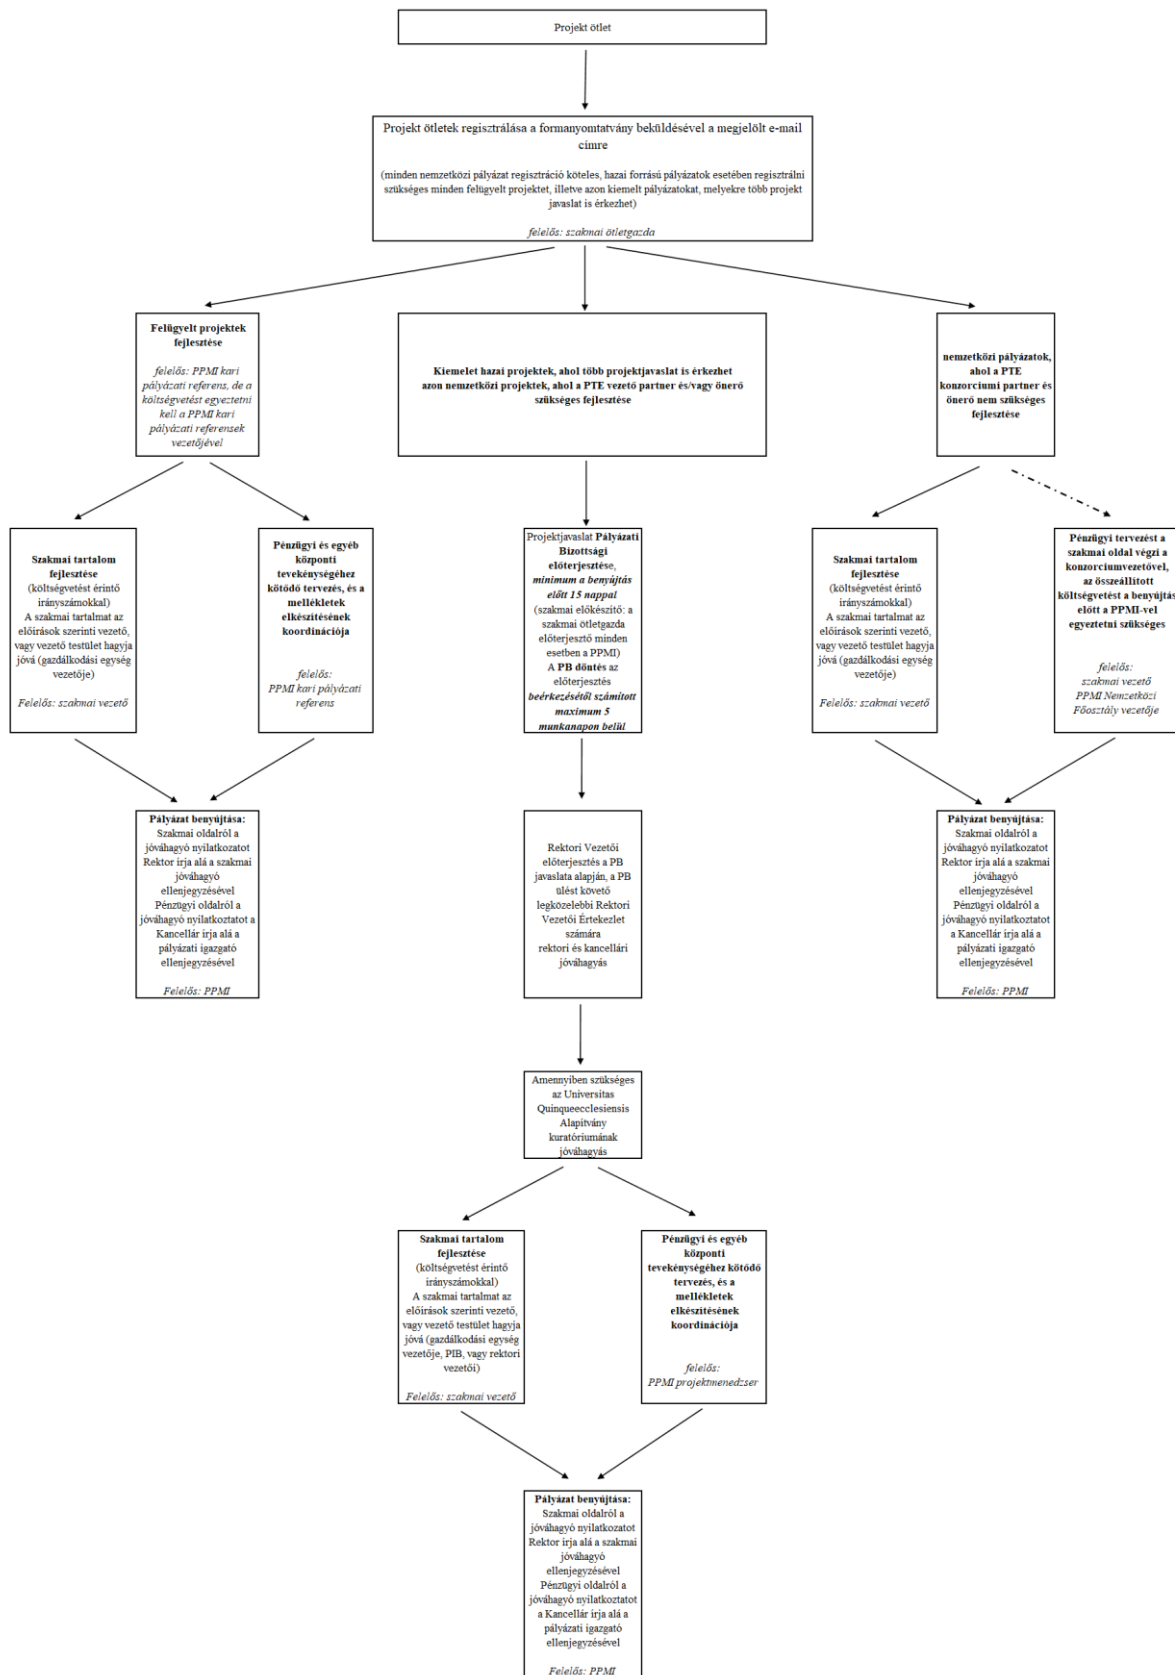 Projekt ötlet
Projekt ötletek regisztrálása a formanyomtatvány beküldésével a megjelölt e-mail
címre
(minden nemzetközi pályázat regisztráció köteles, hazai forrású pályázatok esetében regisztrálni
szükséges minden felügyelt projektet, illetve azon kiemelt pályázatokat, melyekre több projekt
javaslat is érkezhet)
felelős: szakmai ötletgazda
Felügyelt projektek
fejlesztése
felelős: PPMI kari
pályázati referens, de a
költségvetést egyeztetni
kell a PPMI kari
pályázati referensek
vezetőjével
Kiemelet hazai projektek, ahol több projektjavaslat is érkezhet
azon nemzetközi projektek, ahol a PTE vezető partner és/vagy önerő
szükséges fejlesztése
nemzetközi pályázatok,
ahol a PTE
konzorciumi partner és
önerő nem szükséges
fejlesztése
Szakmai tartalom
fejlesztése
(költségvetést érintő
irányszámokkal)
A szakmai tartalmat az
előírások szerinti vezető,
vagy vezető testület hagyja
jóvá (gazdálkodási egység
vezetője)
Felelős: szakmai vezető
Pénzügyi és egyéb
központi
tevekénységéhez
kötődő tervezés, és a
mellékletek
elkészítésének
koordinációja
felelős:
PPMI kari pályázati
referens
Projektjavaslat Pályázati
Bizottsági
előterjesztése,
minimum a benyújtás
előtt 15 nappal
(szakmai előkészítő: a
szakmai ötletgazda
előterjesztő minden
esetben a PPMI)
A PB döntés az
előterjesztés
beérkezésétől számított
maximum 5
munkanapon belül
Szakmai tartalom
fejlesztése
(költségvetést érintő
irányszámokkal)
A szakmai tartalmat az
előírások szerinti vezető,
vagy vezető testület hagyja
jóvá (gazdálkodási egység
vezetője)
Felelős: szakmai vezető
Pénzügyi tervezést a
szakmai oldal végzi a
konzorciumvezetővel,
az összeállított
költségvetést a benyújtás
előtt a PPMI-vel
egyeztetni szükséges
felelős:
szakmai vezető
PPMI Nemzetközi
Főosztály vezetője
Pályázat benyújtása:
Szakmai oldalról a
jóváhagyó nyilatkozatot
Rektor írja alá a szakmai
jóváhagyó
ellenjegyzésével
Pénzügyi oldalról a
jóváhagyó nyilatkoztatot a
Kancellár írja alá a
pályázati igazgató
ellenjegyzésével
Felelős: PPMI
Rektori Vezetői
előterjesztés a PB
javaslata alapján, a PB
ülést követő
legközelebbi Rektori
Vezetői Értekezlet
számára
rektori és kancellári
jóváhagyás
Pályázat benyújtása:
Szakmai oldalról a
jóváhagyó nyilatkozatot
Rektor írja alá a szakmai
jóváhagyó
ellenjegyzésével
Pénzügyi oldalról a
jóváhagyó nyilatkoztatot
a Kancellár írja alá a
pályázati igazgató
ellenjegyzésével
Felelős: PPMI
Amennyiben szükséges
az Universitas
Quinqueecclesiensis
Alapítvány
kuratóriumának
jóváhagyás
Szakmai tartalom
fejlesztése
(költségvetést érintő
irányszámokkal)
A szakmai tartalmat az
előírások szerinti vezető,
vagy vezető testület hagyja
jóvá (gazdálkodási egység
vezetője, PIB, vagy rektori
vezetői)
Felelős: szakmai vezető
Pénzügyi és egyéb
központi
tevekénységéhez kötődő
tervezés, és a
mellékletek
elkészítésének
koordinációja
felelős:
PPMI projektmenedzser
Pályázat benyújtása:
Szakmai oldalról a
jóváhagyó nyilatkozatot
Rektor írja alá a szakmai
jóváhagyó
ellenjegyzésével
Pénzügyi oldalról a
jóváhagyó nyilatkoztatot
a Kancellár írja alá a
pályázati igazgató
ellenjegyzésével
Felelős: PPMI